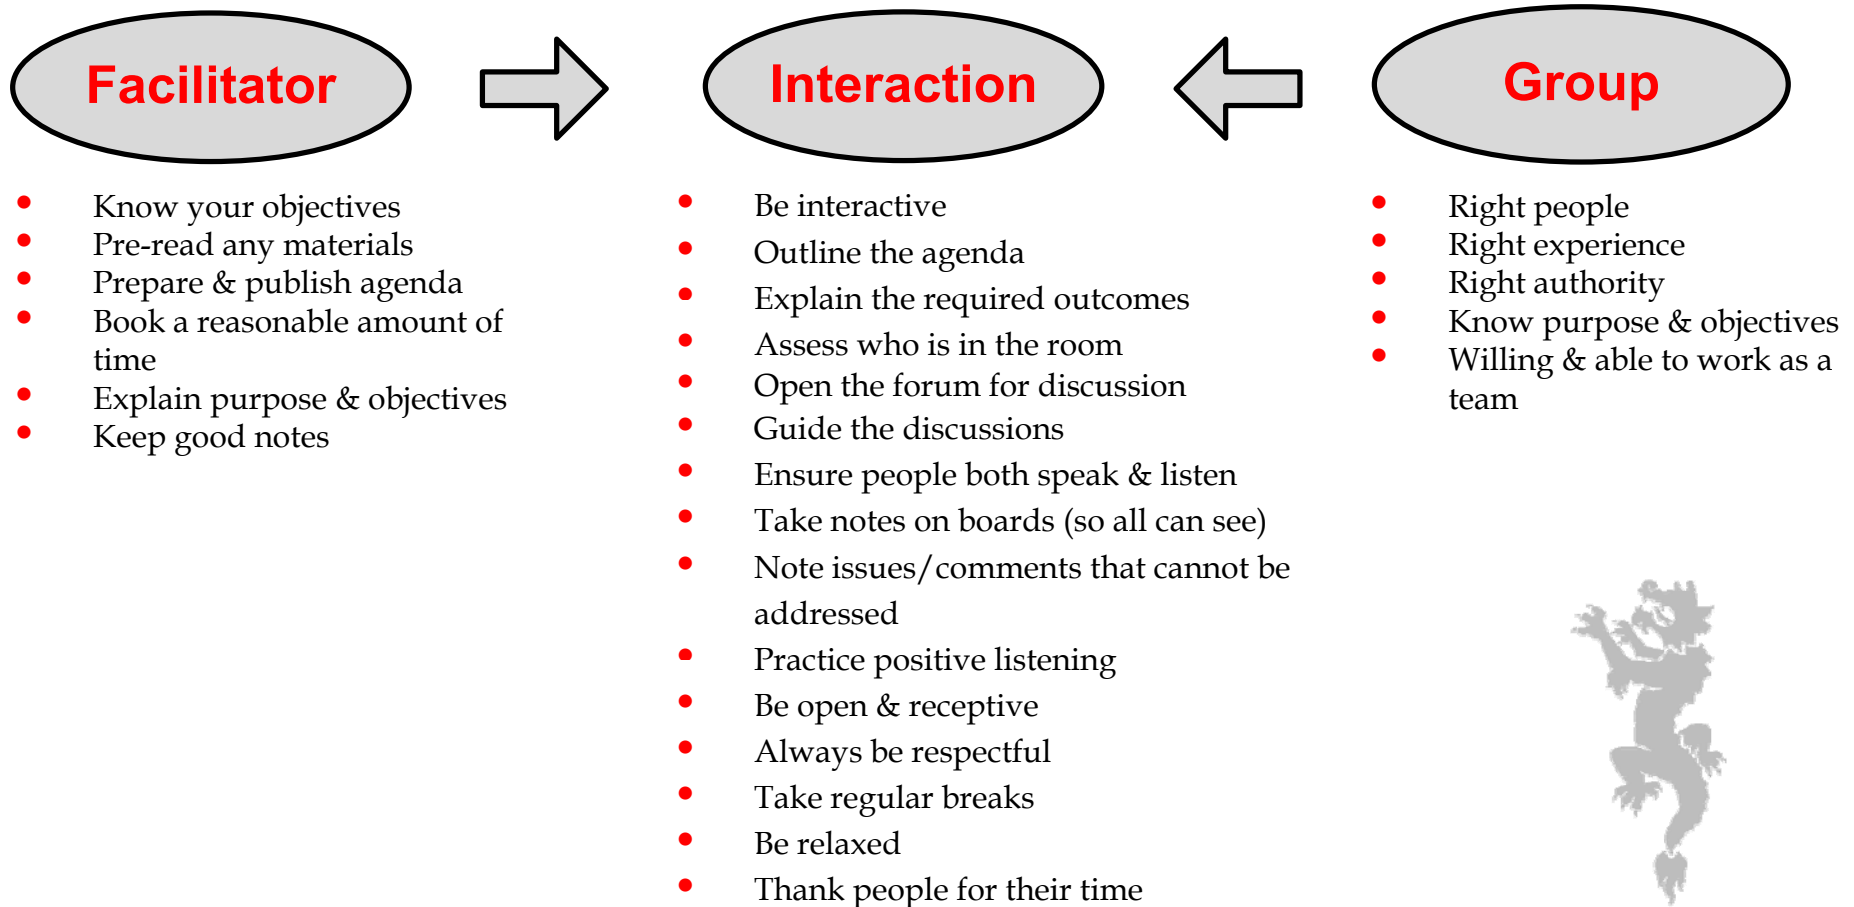 Facilitator
Know your objectives
Pre-read any materials
Prepare & publish agenda
Book a reasonable amount of
time
Explain purpose & objectives
Keep good notes
Interaction
Be interactive
Outline the agenda
Explain the required outcomes
Assess who is in the room
Open the forum for discussion
Guide the discussions
Ensure people both speak & listen
Take notes on boards (so all can see)
Note issues/comments that cannot be
addressed
Practice positive listening
Be open & receptive
Always be respectful
Take regular breaks
Be relaxed
Thank people for their time
Group
Right people
Right experience
Right authority
Know purpose & objectives
Willing & able to work as a
team